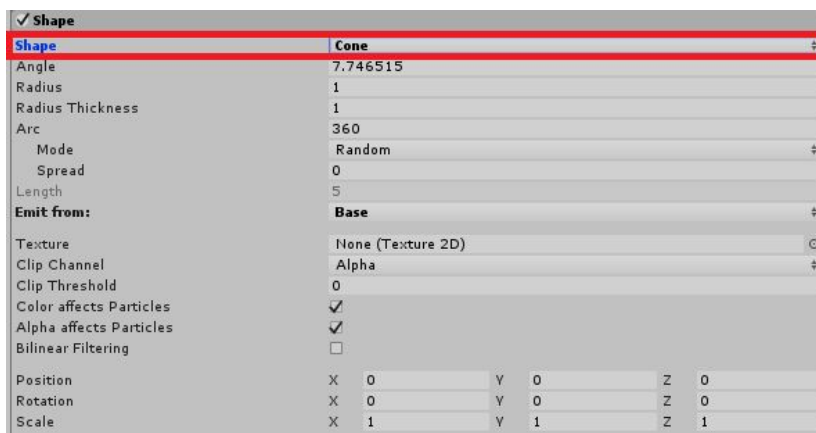 Shape
Shape Cone
Angle 7.746515
Radius 1
Radius Thickness 1
Arc 360
Mode Random
Spread 0
Length 5
Emit from: Base
Texture None (Texture 2D)
Clip Channel Alpha
Clip Threshold 0
Color affects Particles
Alpha affects Particles
Bilinear Filtering
Position X 0 Y 0 Z 0
Rotation X 0 Y 0 Z 0
Scale X 1 Y 1 Z 1